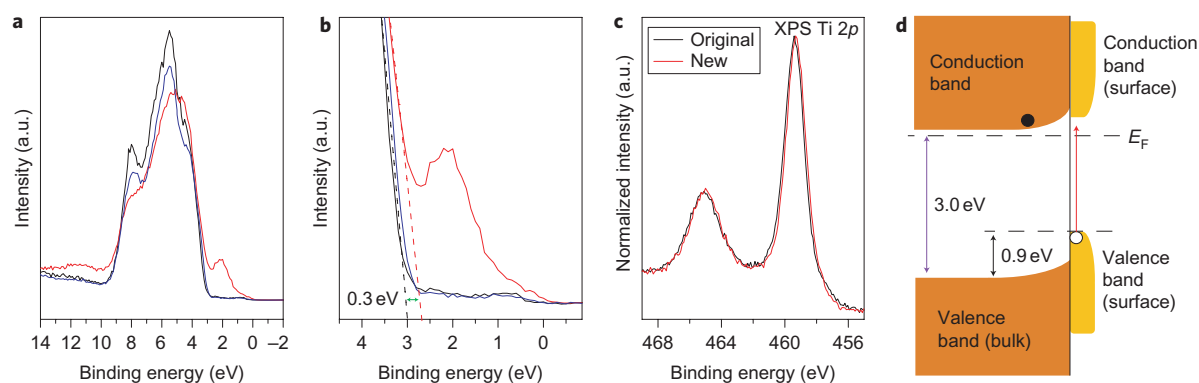 a
Intensity (a.u.)
14 12 10 8 6 4 2 0 –2
Binding energy (eV)
b
Intensity (a.u.)
0.3 eV
4 3 2 1 0
Binding energy (eV)
c
XPS Ti 2p
Original
New
Normalized intensity (a.u.)
468 464 460 456
Binding energy (eV)
d
Conduction
band
Conduction
band
(surface)
EF
3.0 eV
0.9 eV
Valence
band (bulk)
Valence
band
(surface)